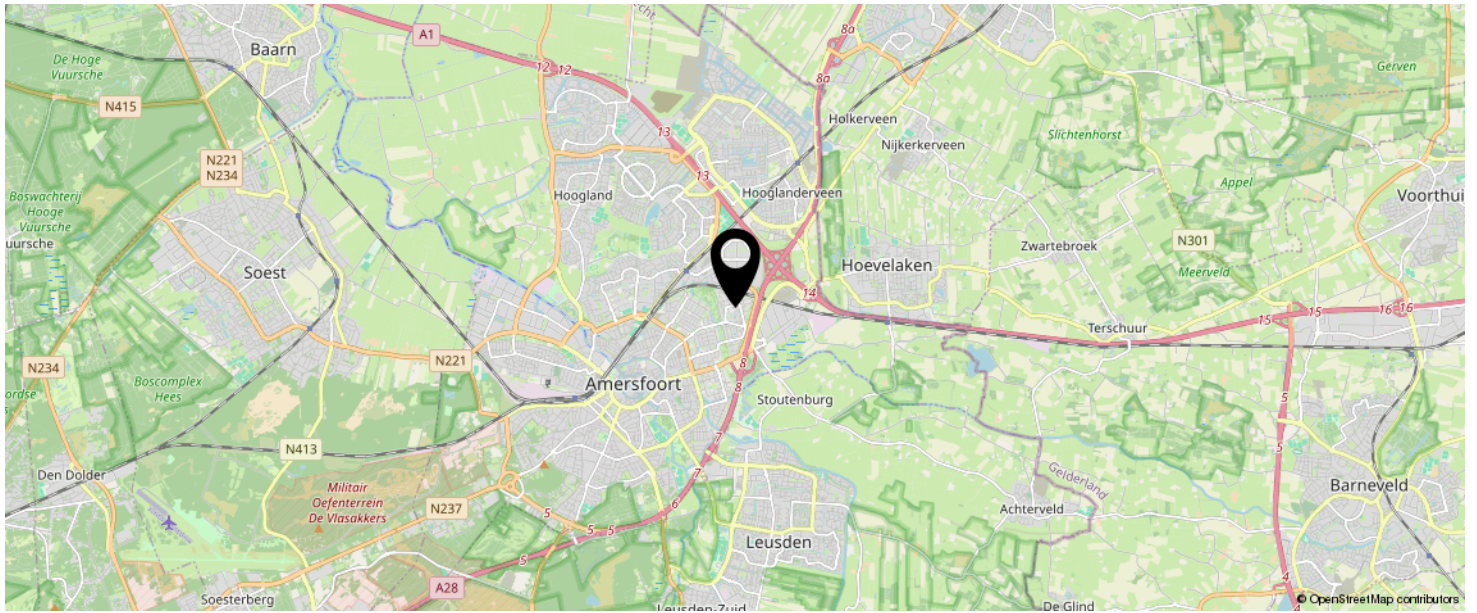 A1
8a
Baarn
De Hoge
Vuursche
Gerven
12
12
8a
N415
13
Holkerveen
Slichtenhorst
Nijkerkerveen
N221
N234
13
Appel
Boswachterij
Hooge
Vuursche
Hoogland
Hooglanderveen
Voorthui
uursche
N301
Zwartebroek
Soest
Hoevelaken
Meerveld
14
15
15
16
16
Terschuur
N221
N234
8
Boscomplex
Hees
Amersfoort
8
Stoutenburg
5
N413
7
Den Dolder
7
Gelderland
Militair
Oefenterrein
De Vlasakkers
Barneveld
6
N237
5
5
5
Achterveld
5
Leusden
5
4
A28
Soesterberg
Leusden-Zuid
De Glind
© OpenStreetMap contributors